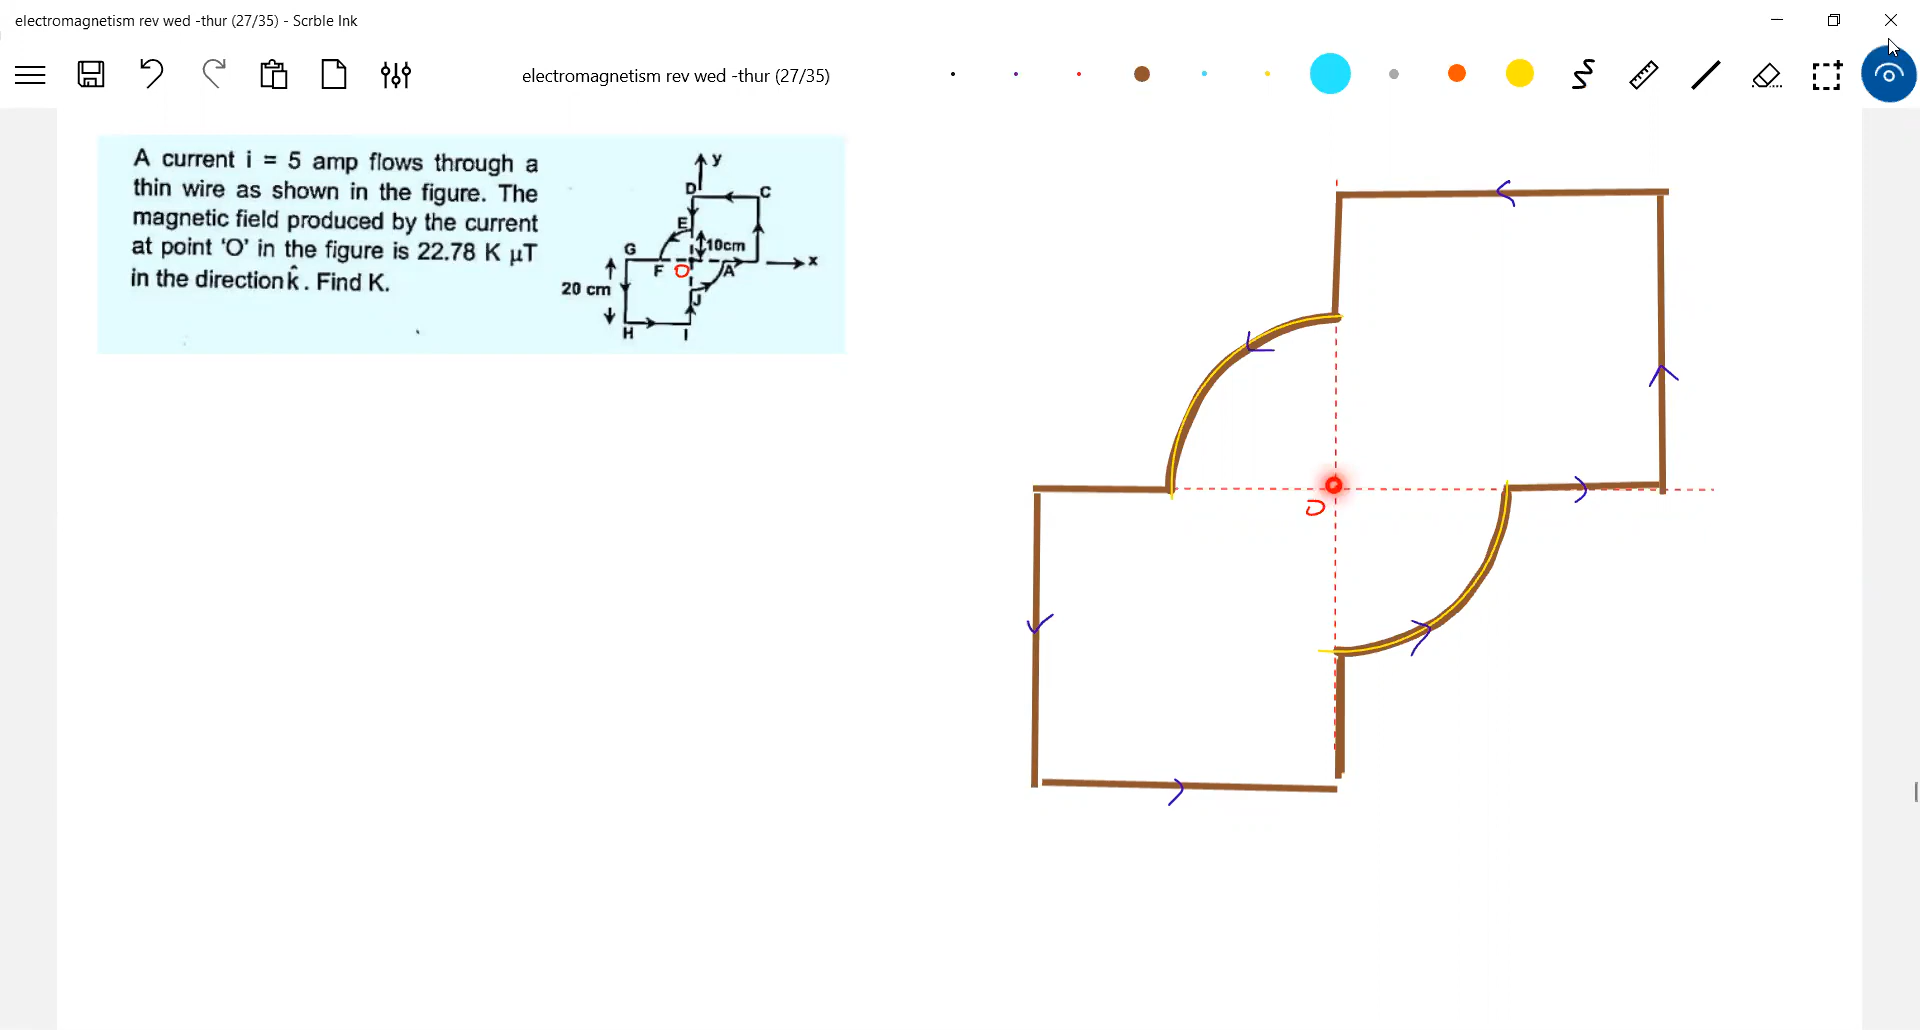 electromagnetism rev wed -thur (27/35) - Scrble Ink
electromagnetism rev wed -thur (27/35)
A current i = 5 amp flows through a
thin wire as shown in the figure. The
magnetic field produced by the current
at point 'O' in the figure is 22.78 K μT
in the direction k̂. Find K.
y
D
C
E
10cm
G
x
F
O
A
20 cm
J
H
I
O